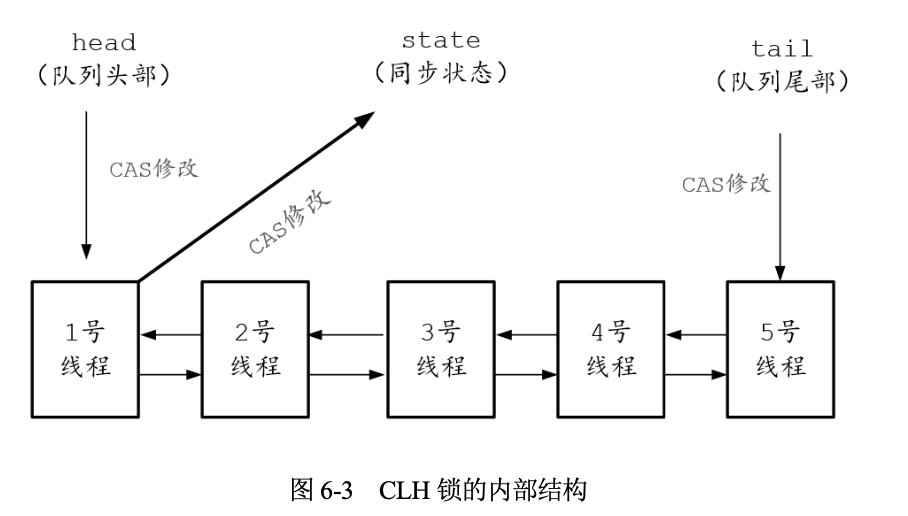 head
（队列头部）
state
（同步状态）
tail
（队列尾部）
CAS修改
CAS修改
CAS修改
1号
线程
2号
线程
3号
线程
4号
线程
5号
线程
图 6-3 CLH 锁的内部结构